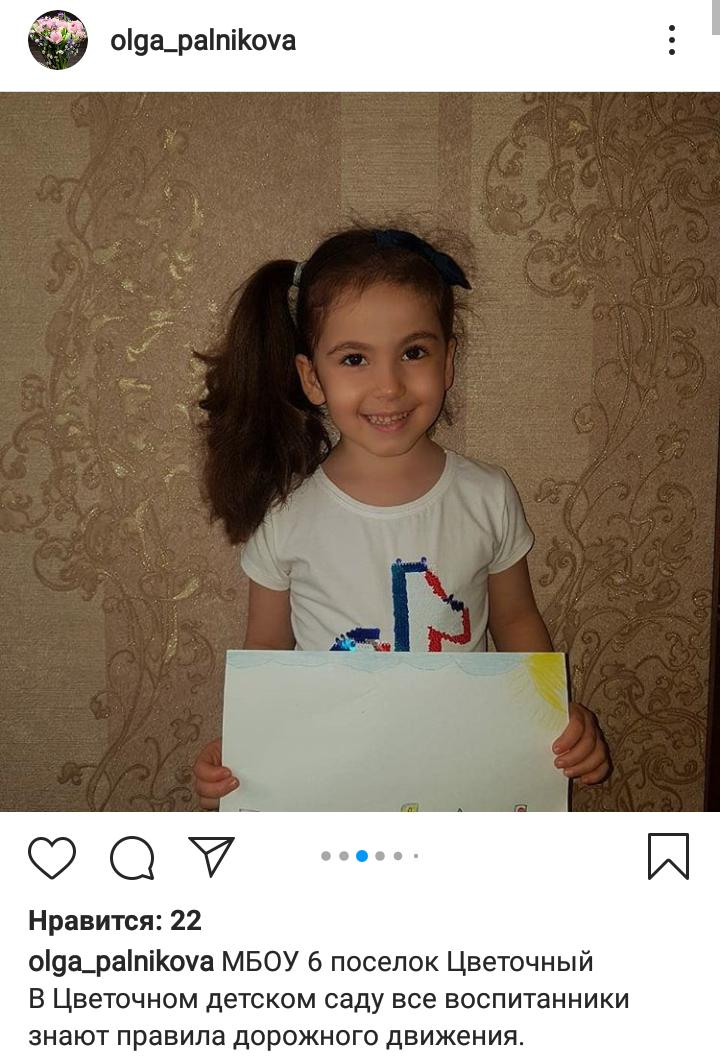 olga_palnikova
Нравится: 22
olga_palnikova МБОУ 6 поселок Цветочный
В Цветочном детском саду все воспитанники
знают правила дорожного движения.